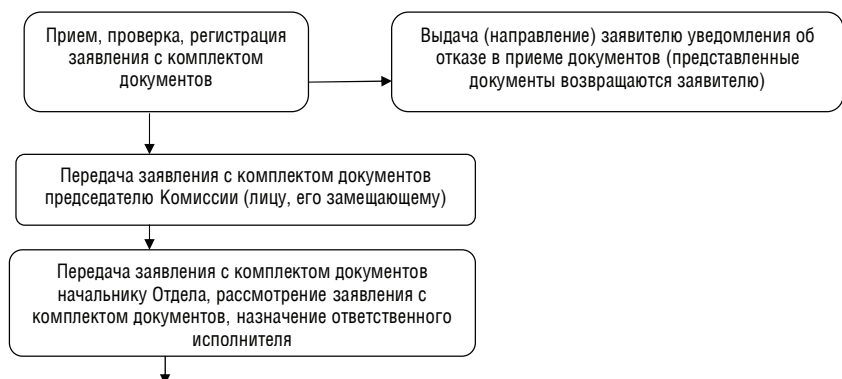 Прием, проверка, регистрация
заявления с комплектом
документов
Выдача (направление) заявителю уведомления об
отказе в приеме документов (представленные
документы возвращаются заявителю)
Передача заявления с комплектом документов
председателю Комиссии (лицу, его замещающему)
Передача заявления с комплектом документов
начальнику Отдела, рассмотрение заявления с
комплектом документов, назначение ответственного
исполнителя